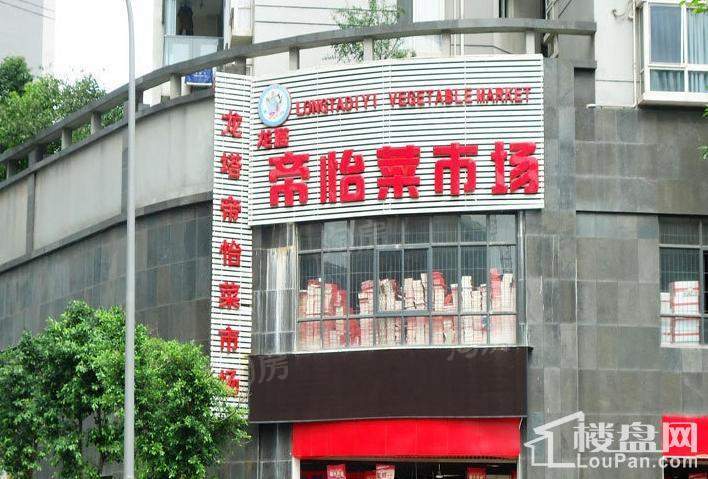 LONGTADIYI VEGETABLE MARKET
龙塔
帝怡菜市场
龙塔帝怡菜市场
楼盘网
LouPan.com